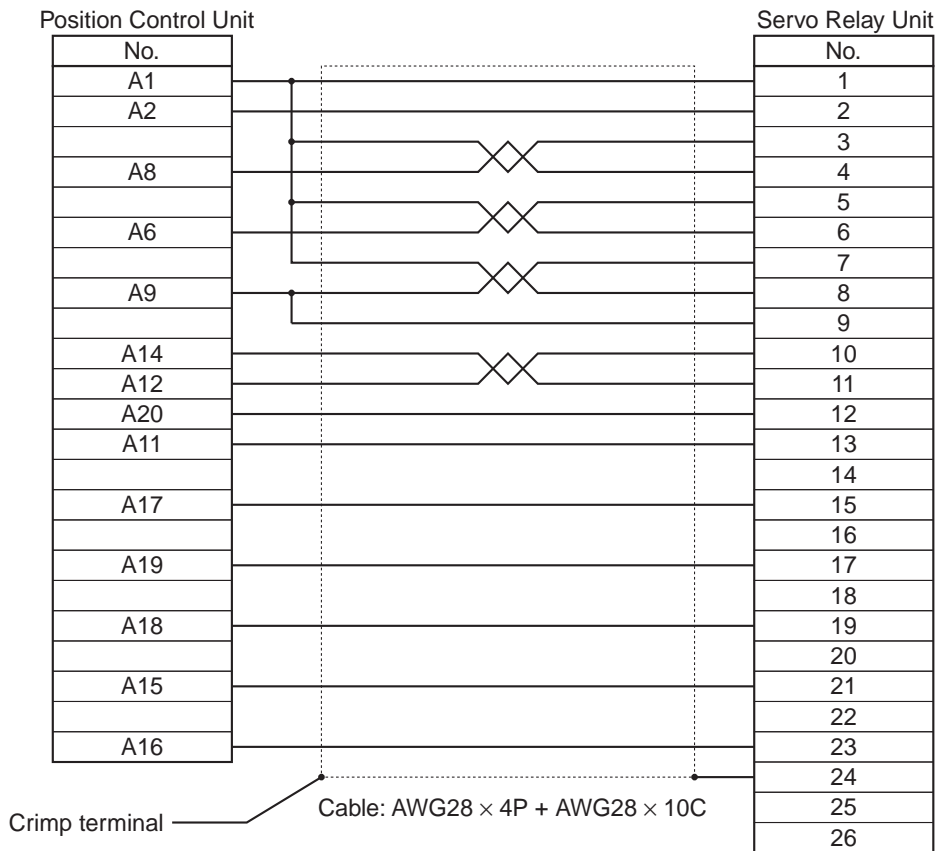 Position Control Unit Servo Relay Unit
No. No.
A1 1
A2 2
3
A8 4
5
A6 6
7
A9 8
9
A14 10
A12 11
A20 12
A11 13
14
A17 15
16
A19 17
18
A18 19
20
A15 21
22
A16 23
24
Cable: AWG28 × 4P + AWG28 × 10C 25
Crimp terminal
26